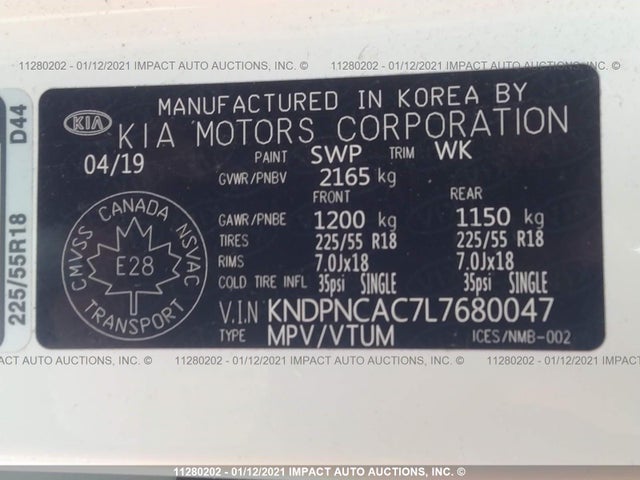 11280202 - 01/12/2021 IMPACT AUTO AUCTIONS, INC. ©
11280202 - 01/12/2021 IMPACT AUTO AUCTIONS, INC. ©
D44
225/55R18
KIA
MANUFACTURED IN KOREA BY
KIA MOTORS CORPORATION
04/19 PAINT SWP TRIM WK
GVWR/PNBV 2165 kg
FRONT REAR
GAWR/PNBE 1200 kg 1150 kg
TIRES 225/55 R18 225/55 R18
RIMS 7.0Jx18 7.0Jx18
COLD TIRE INFL 35psi SINGLE 35psi SINGLE
V.I.N KNDPNCAC7L7680047
TYPE MPV/VTUM ICES/NMB-002
CANADA
CMVSS NSVAC
E28
TRANSPORT
11280202 - 01/12/2021 IMPACT AUTO AUCTIONS, INC. ©
11280202 - 01/12/2021 IMPACT AUTO AUCTIONS, INC. ©
11280202 - 01/12/2021 IMPACT AUTO AUCTIONS, INC. ©